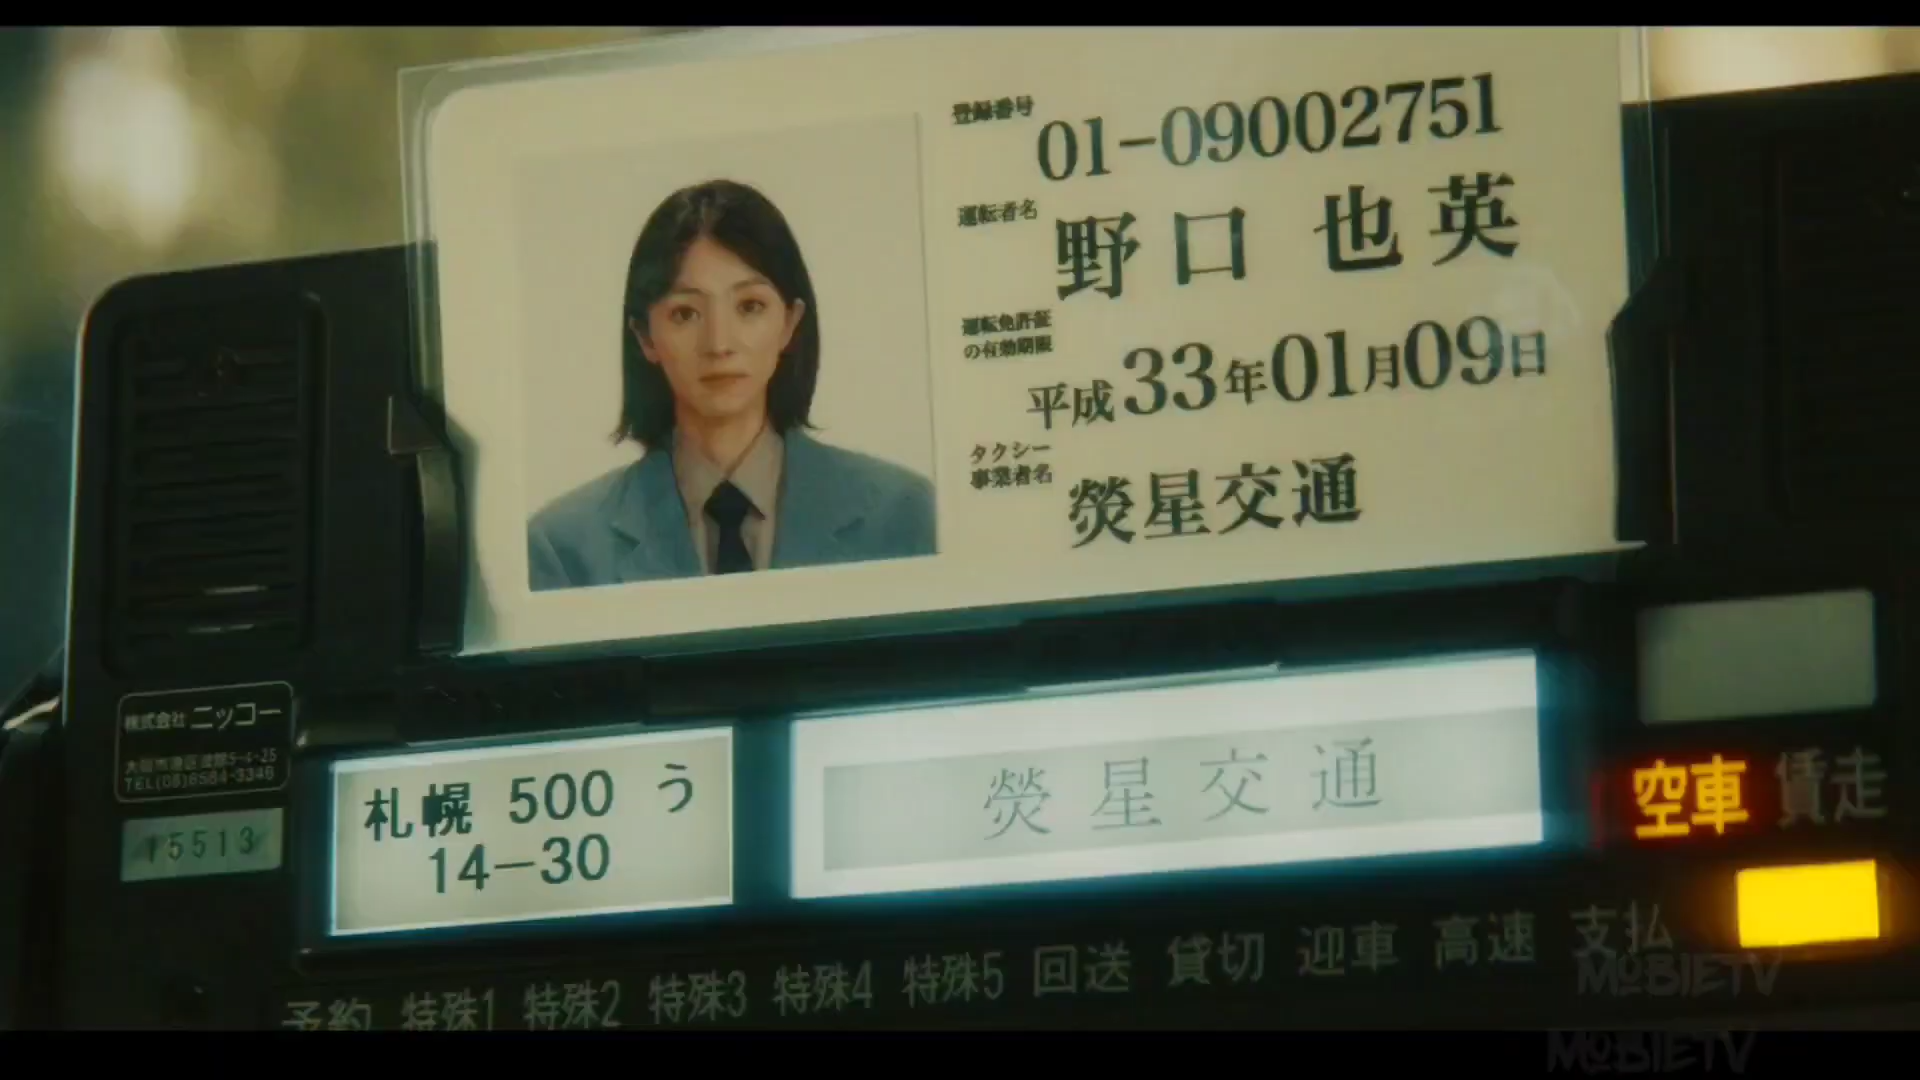 登録番号
01-09002751
運転者名
野口 也英
運転免許証
の有効期限
平成33年01月09日
タクシー
事業者名
熒星交通
株式会社 ニッコー
TEL(06)6584-3346
15513
札幌 500 う
14-30
熒星交通
空車 賃走
予約 特殊1 特殊2 特殊3 特殊4 特殊5 回送 貸切 迎車 高速 支払
MOBIETV
MOBIETV